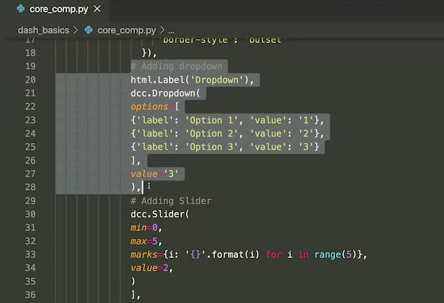 core_comp.py ×
dash_basics > core_comp.py > ...
17 'border-style': 'outset'
18 }),
19 # Adding dropdown
20 html.Label('Dropdown'),
21 dcc.Dropdown(
22 options=[
23 {'label': 'Option 1', 'value': '1'},
24 {'label': 'Option 2', 'value': '2'},
25 {'label': 'Option 3', 'value': '3'}
26 ],
27 value='3'
28 ),
29 # Adding Slider
30 dcc.Slider(
31 min=0,
32 max=5,
33 marks={i: '{}'.format(i) for i in range(5)},
34 value=2,
35 )
36 ],